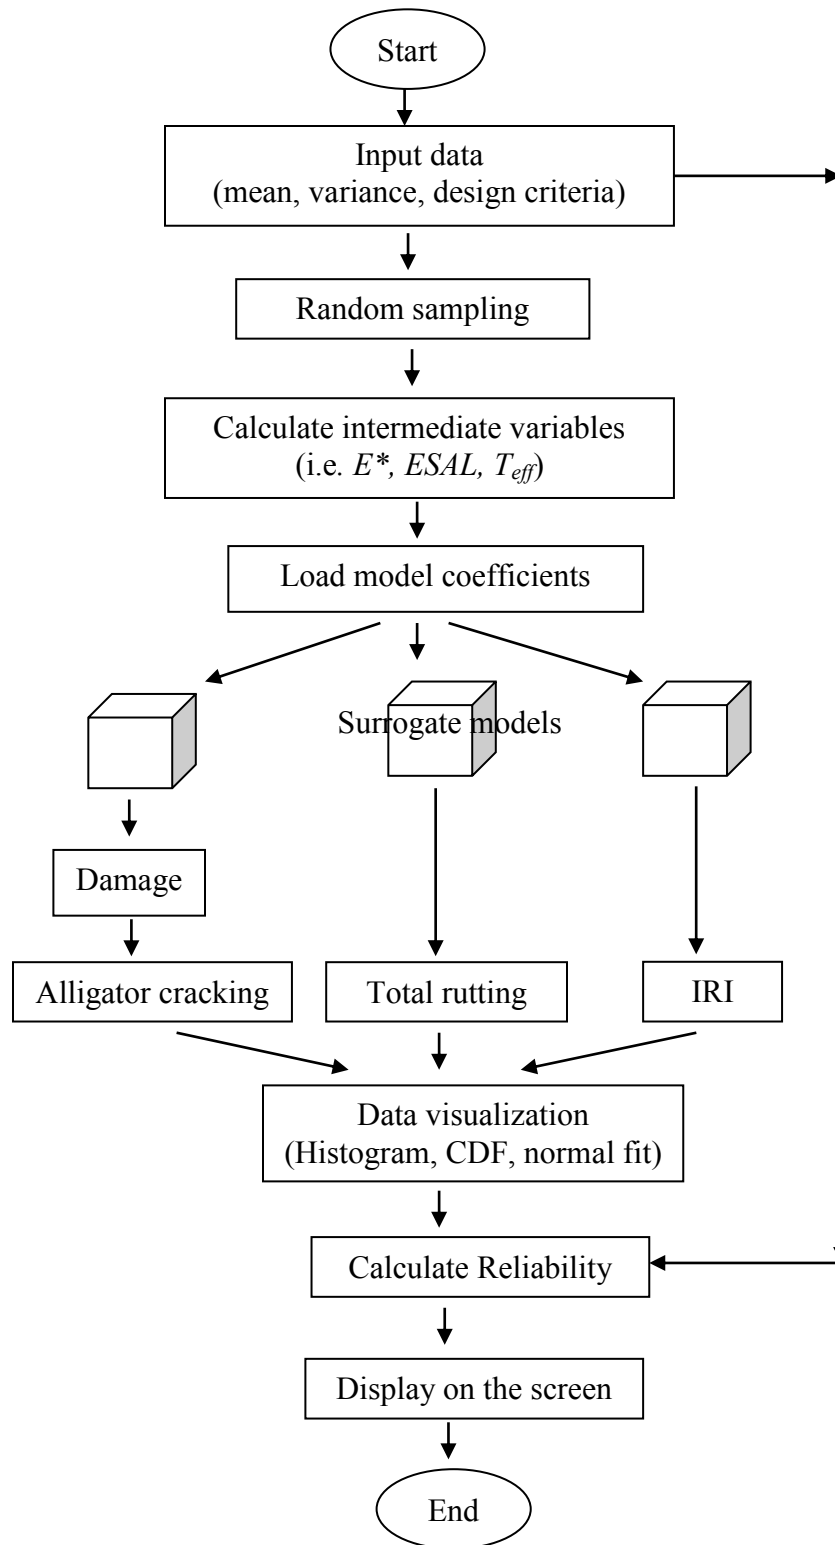 Start
Input data
(mean, variance, design criteria)
Random sampling
Calculate intermediate variables
(i.e. E*, ESAL, Teff)
Load model coefficients
Surrogate models
Damage
Alligator cracking
Total rutting
IRI
Data visualization
(Histogram, CDF, normal fit)
Calculate Reliability
Display on the screen
End